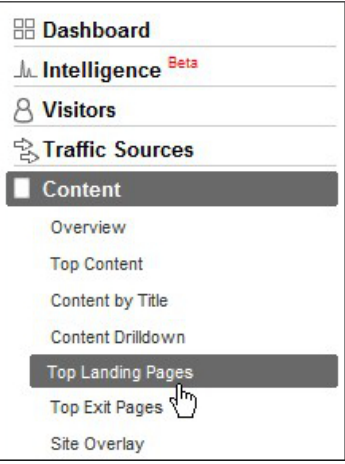 Dashboard
Intelligence Beta
Visitors
Traffic Sources
Content
Overview
Top Content
Content by Title
Content Drilldown
Top Landing Pages
Top Exit Pages
Site Overlay